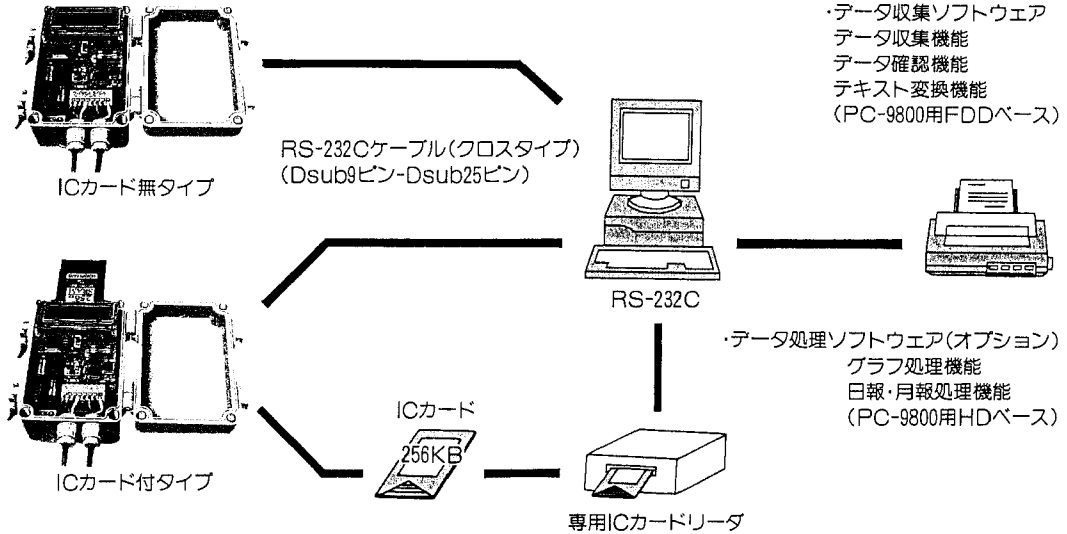 ・データ収集ソフトウェア
データ収集機能
データ確認機能
テキスト変換機能
(PC-9800用FDDベース)
RS-232Cケーブル(クロスタイプ)
(Dsub9ピン-Dsub25ピン)
ICカード無タイプ
RS-232C
・データ処理ソフトウェア(オプション)
グラフ処理機能
日報・月報処理機能
(PC-9800用HDベース)
ICカード
256KB
ICカード付タイプ
専用ICカードリーダ